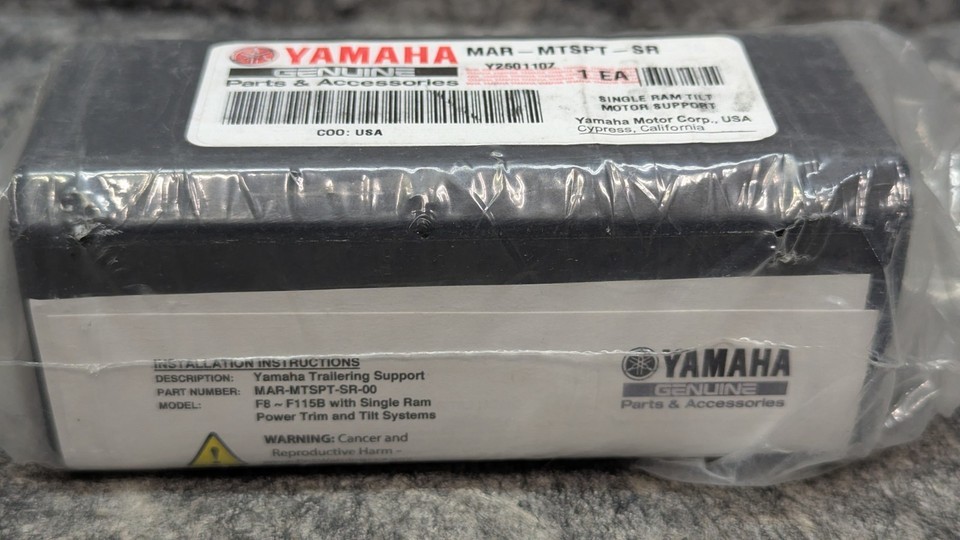 YAMAHA MAR-MTSPT-SR
GENUINE
Parts & Accessories
Y2501107
1 EA
SINGLE RAM TILT
MOTOR SUPPORT
Yamaha Motor Corp., USA
Cypress, California
COO: USA
INSTALLATION INSTRUCTIONS
DESCRIPTION: Yamaha Trailering Support
PART NUMBER: MAR-MTSPT-SR-00
MODEL: F8 ~ F115B with Single Ram
Power Trim and Tilt Systems
WARNING: Cancer and
Reproductive Harm -
YAMAHA
GENUINE
Parts & Accessories